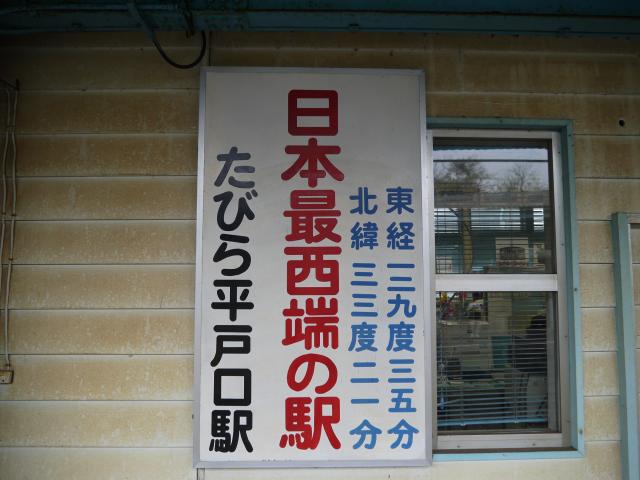 東経一二九度三五分
北緯三三度二一分
日本最西端の駅
たびら平戸口駅